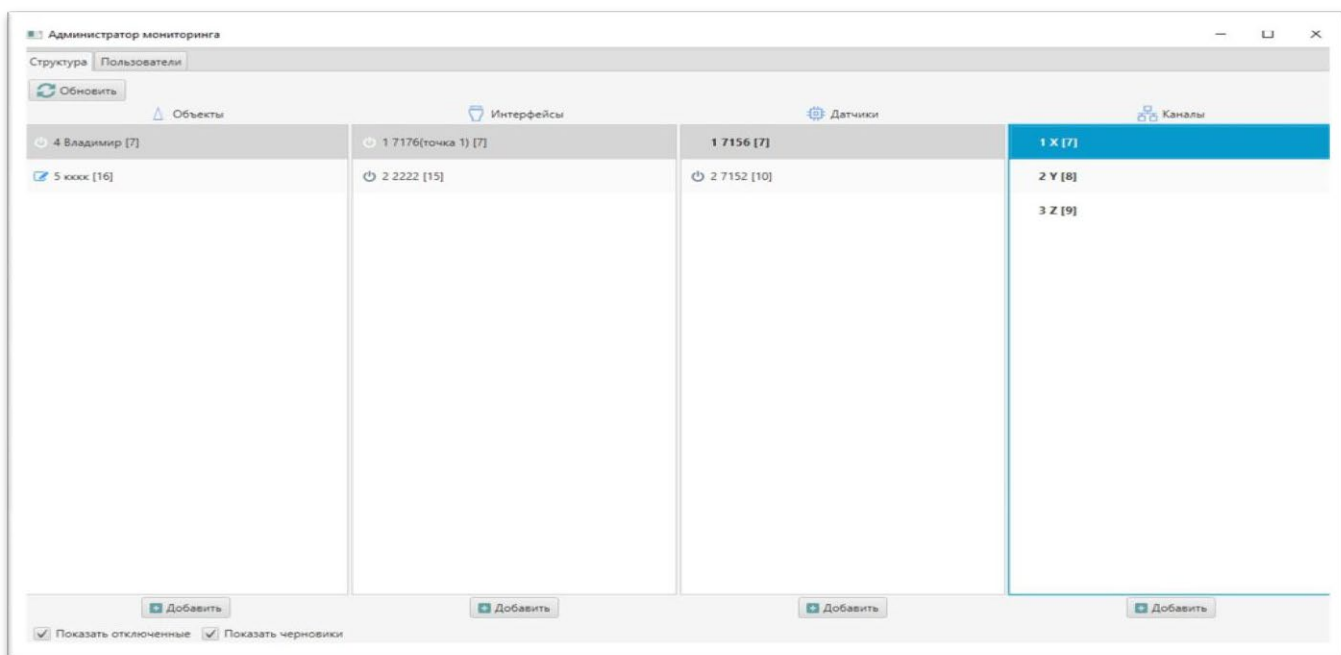 Администратор мониторинга
Структура Пользователи
Обновить
Объекты Интерфейсы Датчики Каналы
4 Владимир [7] 1 7176(точка 1) [7] 1 7156 [7] 1 X [7]
5 кккк [16] 2 2222 [15] 2 7152 [10] 2 Y [8]
3 Z [9]
Добавить Добавить Добавить Добавить
Показать отключенные Показать черновики